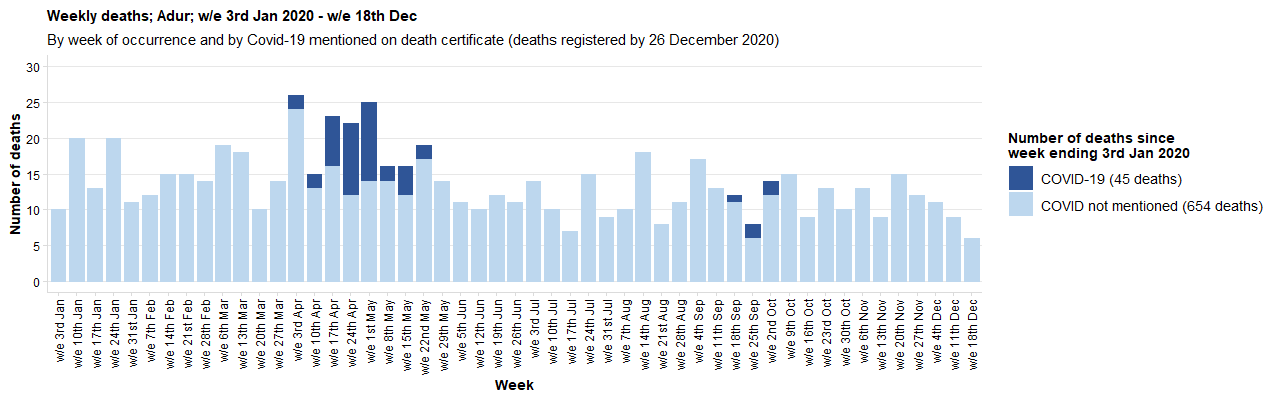 Weekly deaths; Adur; w/e 3rd Jan 2020 - w/e 18th Dec
By week of occurrence and by Covid-19 mentioned on death certificate (deaths registered by 26 December 2020)
Number of deaths
30
25
20
15
10
5
0
w/e 3rd Jan
w/e 10th Jan
w/e 17th Jan
w/e 24th Jan
w/e 31st Jan
w/e 7th Feb
w/e 14th Feb
w/e 21st Feb
w/e 28th Feb
w/e 6th Mar
w/e 13th Mar
w/e 20th Mar
w/e 27th Mar
w/e 3rd Apr
w/e 10th Apr
w/e 17th Apr
w/e 24th Apr
w/e 1st May
w/e 8th May
w/e 15th May
w/e 22nd May
w/e 29th May
w/e 5th Jun
w/e 12th Jun
w/e 19th Jun
w/e 26th Jun
w/e 3rd Jul
w/e 10th Jul
w/e 17th Jul
w/e 24th Jul
w/e 31st Jul
w/e 7th Aug
w/e 14th Aug
w/e 21st Aug
w/e 28th Aug
w/e 4th Sep
w/e 11th Sep
w/e 18th Sep
w/e 25th Sep
w/e 2nd Oct
w/e 9th Oct
w/e 16th Oct
w/e 23rd Oct
w/e 30th Oct
w/e 6th Nov
w/e 13th Nov
w/e 20th Nov
w/e 27th Nov
w/e 4th Dec
w/e 11th Dec
w/e 18th Dec
Week
Number of deaths since
week ending 3rd Jan 2020
COVID-19 (45 deaths)
COVID not mentioned (654 deaths)